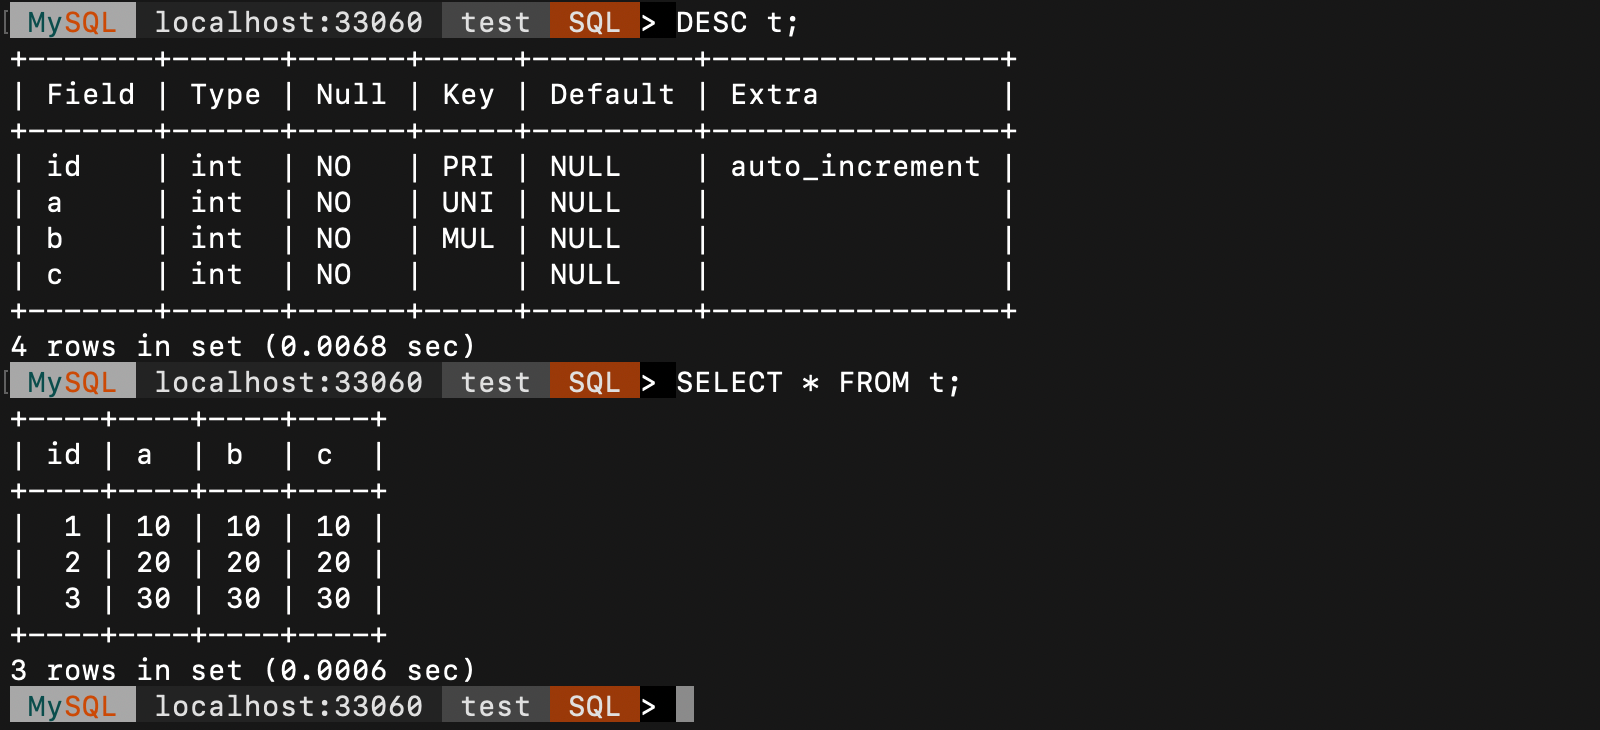 MySQL localhost:33060 test SQL > DESC t;
+-------+------+------+-----+---------+----------------+
| Field | Type | Null | Key | Default | Extra          |
+-------+------+------+-----+---------+----------------+
| id    | int  | NO   | PRI | NULL    | auto_increment |
| a     | int  | NO   | UNI | NULL    |                |
| b     | int  | NO   | MUL | NULL    |                |
| c     | int  | NO   |     | NULL    |                |
+-------+------+------+-----+---------+----------------+
4 rows in set (0.0068 sec)
MySQL localhost:33060 test SQL > SELECT * FROM t;
+----+----+----+----+
| id | a  | b  | c  |
+----+----+----+----+
|  1 | 10 | 10 | 10 |
|  2 | 20 | 20 | 20 |
|  3 | 30 | 30 | 30 |
+----+----+----+----+
3 rows in set (0.0006 sec)
MySQL localhost:33060 test SQL >